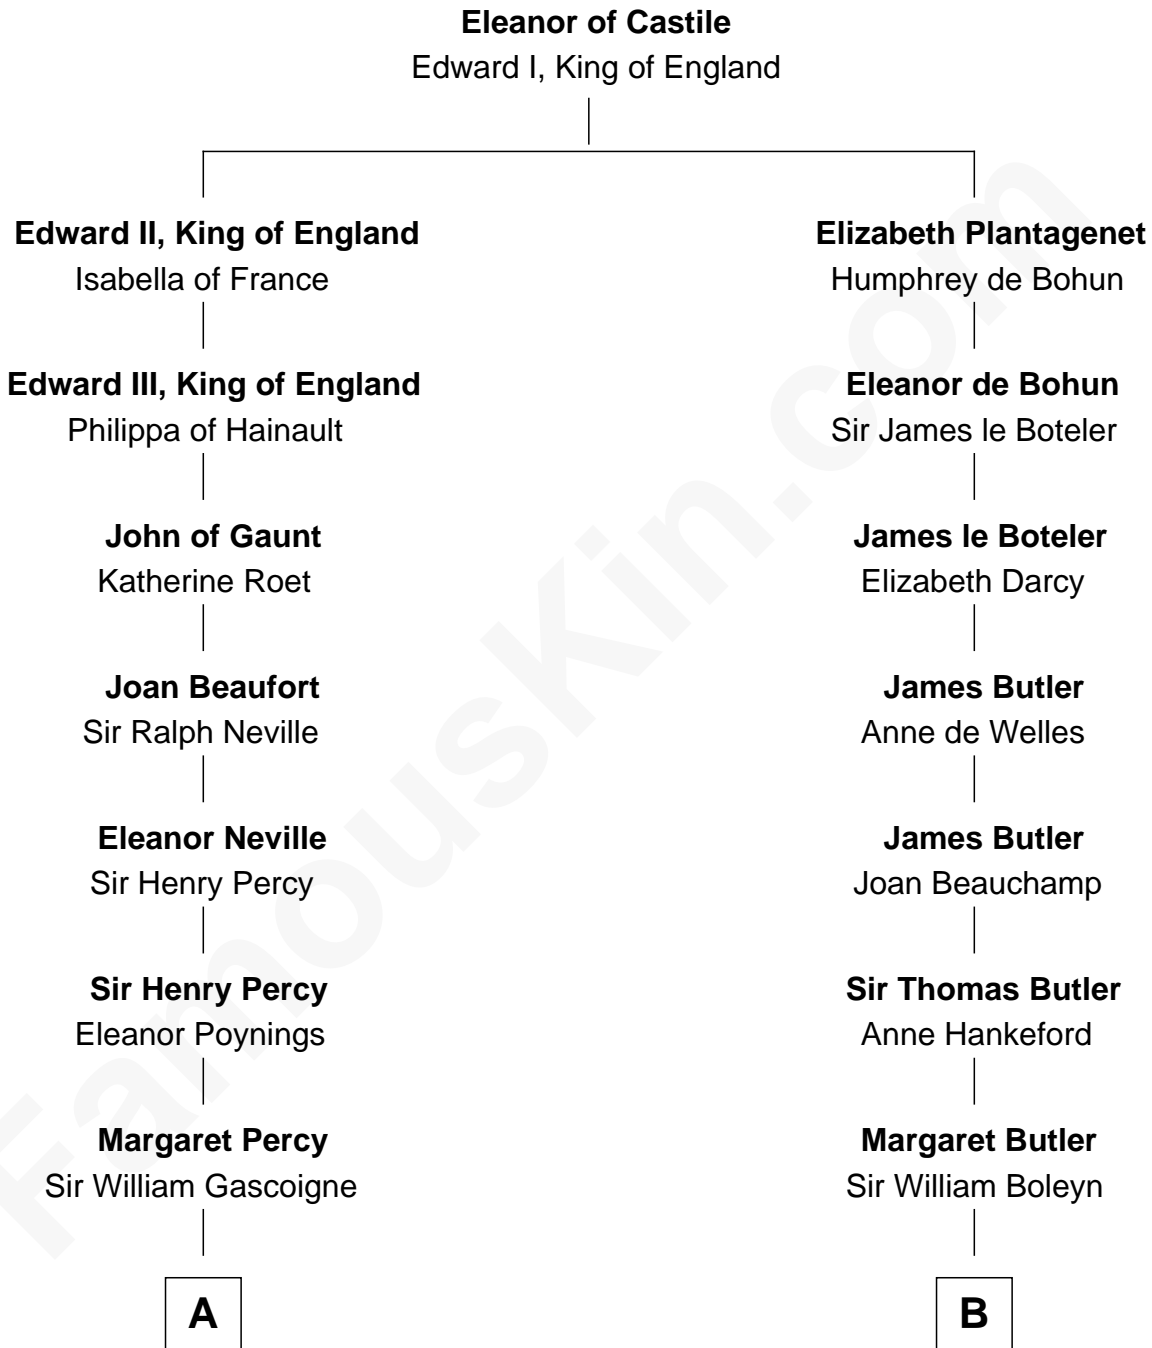 Eleanor of Castile
Edward I, King of England
Edward II, King of England
Isabella of France
Edward III, King of England
Philippa of Hainault
John of Gaunt
Katherine Roet
Joan Beaufort
Sir Ralph Neville
Eleanor Neville
Sir Henry Percy
Sir Henry Percy
Eleanor Poynings
Margaret Percy
Sir William Gascoigne
A
Elizabeth Plantagenet
Humphrey de Bohun
Eleanor de Bohun
Sir James le Boteler
James le Boteler
Elizabeth Darcy
James Butler
Anne de Welles
James Butler
Joan Beauchamp
Sir Thomas Butler
Anne Hankeford
Margaret Butler
Sir William Boleyn
B
FamousKin.com